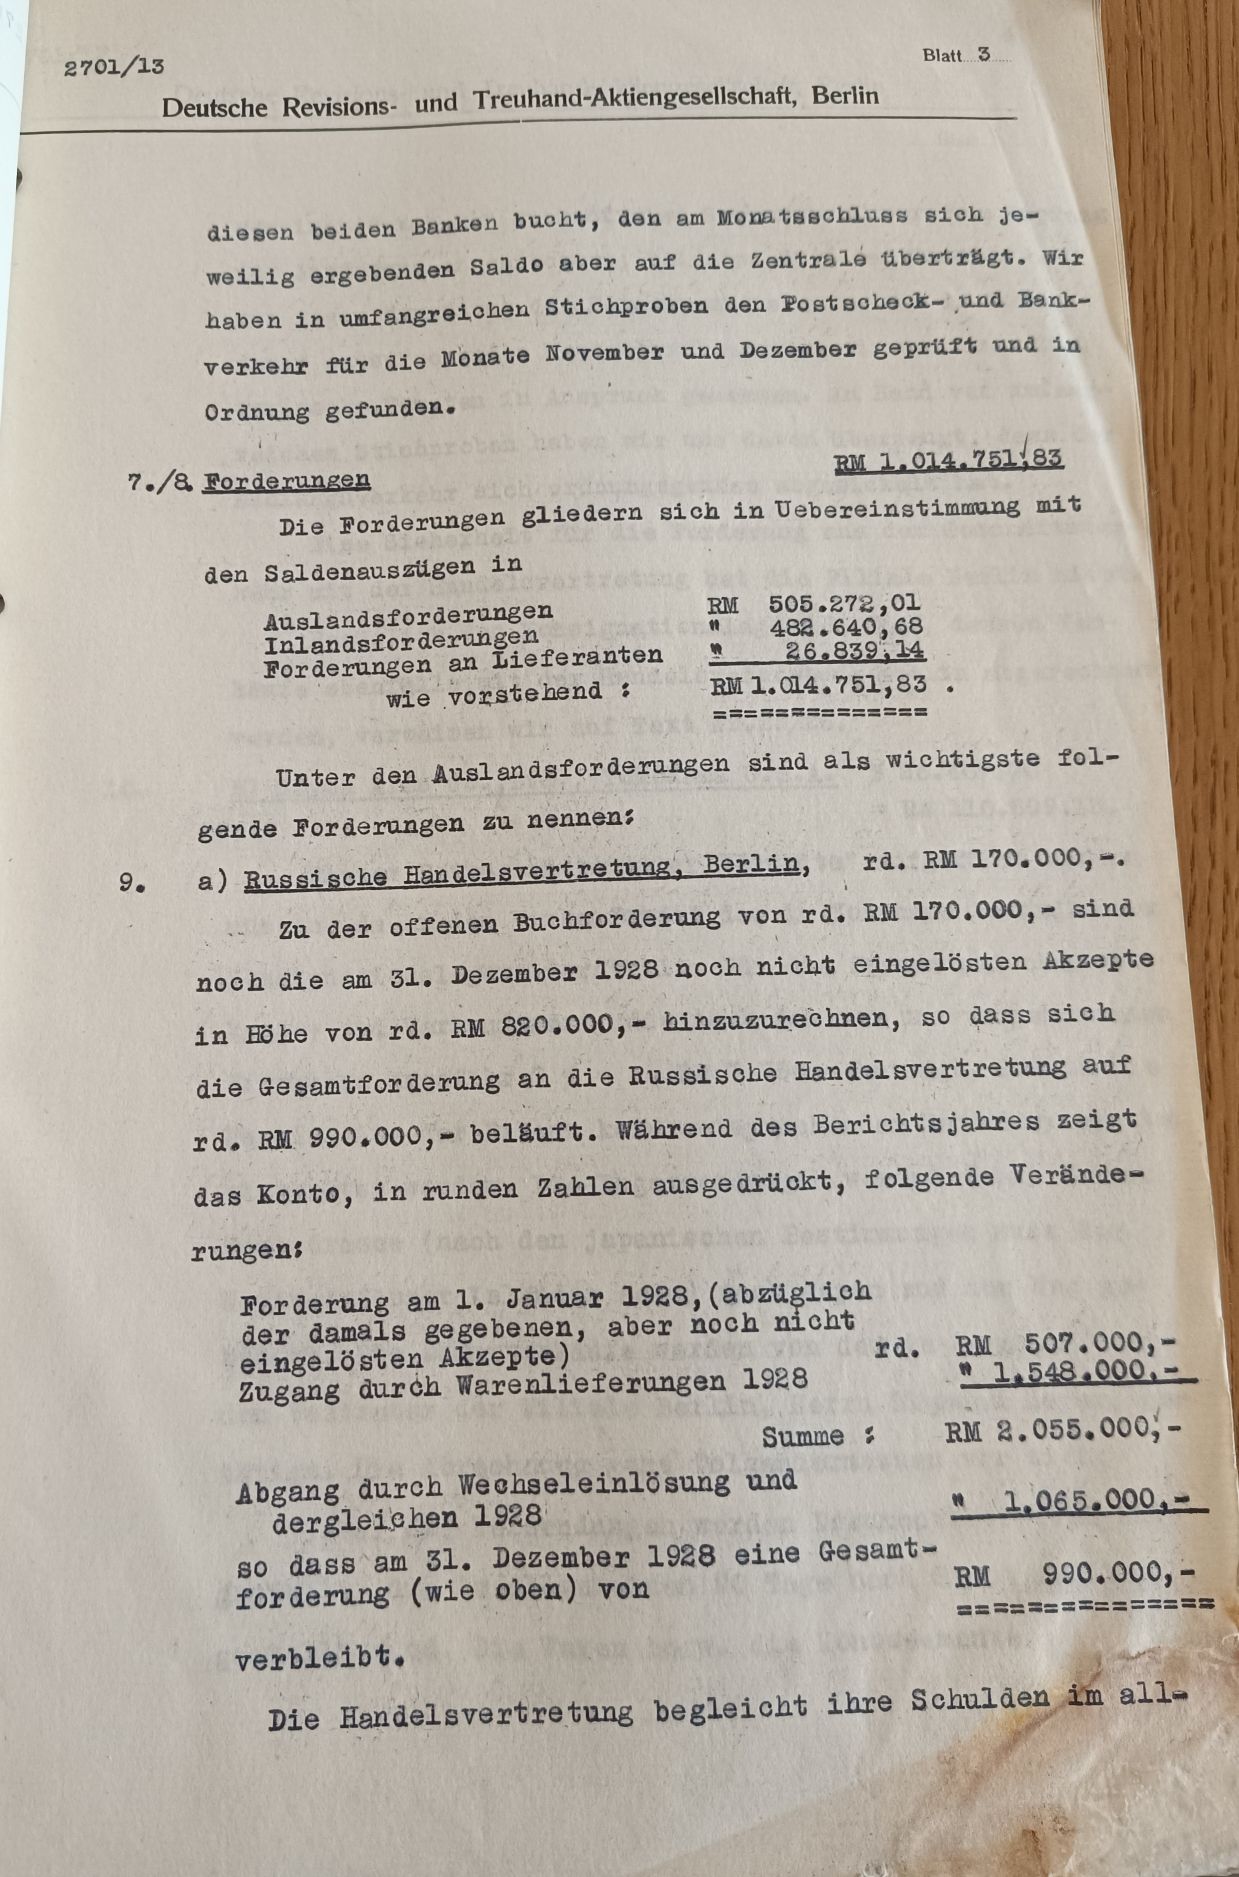 2701/13
Blatt 3
Deutsche Revisions- und Treuhand-Aktiengesellschaft, Berlin
diesen beiden Banken bucht, den am Monatsschluss sich je-
weilig ergebenden Saldo aber auf die Zentrale überträgt. Wir
haben in umfangreichen Stichproben den Postscheck- und Bank-
verkehr für die Monate November und Dezember geprüft und in
Ordnung gefunden.
7./8. Forderungen RM 1.014.751,83
Die Forderungen gliedern sich in Uebereinstimmung mit
den Saldenauszügen in
Auslandsforderungen RM 505.272,01
Inlandsforderungen " 482.640,68
Forderungen an Lieferanten " 26.839,14
wie vorstehend : RM 1.014.751,83 .
==============
Unter den Auslandsforderungen sind als wichtigste fol-
gende Forderungen zu nennen:
9. a) Russische Handelsvertretung, Berlin, rd. RM 170.000,-.
Zu der offenen Buchforderung von rd. RM 170.000,- sind
noch die am 31. Dezember 1928 noch nicht eingelösten Akzepte
in Höhe von rd. RM 820.000,- hinzuzurechnen, so dass sich
die Gesamtforderung an die Russische Handelsvertretung auf
rd. RM 990.000,- beläuft. Während des Berichtsjahres zeigt
das Konto, in runden Zahlen ausgedrückt, folgende Verände-
rungen:
Forderung am 1. Januar 1928, (abzüglich
der damals gegebenen, aber noch nicht
eingelösten Akzepte) rd. RM 507.000,-
Zugang durch Warenlieferungen 1928 " 1.548.000,-
Summe : RM 2.055.000,-
Abgang durch Wechseleinlösung und
dergleichen 1928 " 1.065.000,-
so dass am 31. Dezember 1928 eine Gesamt-
forderung (wie oben) von RM 990.000,-
===============
verbleibt.
Die Handelsvertretung begleicht ihre Schulden im all-